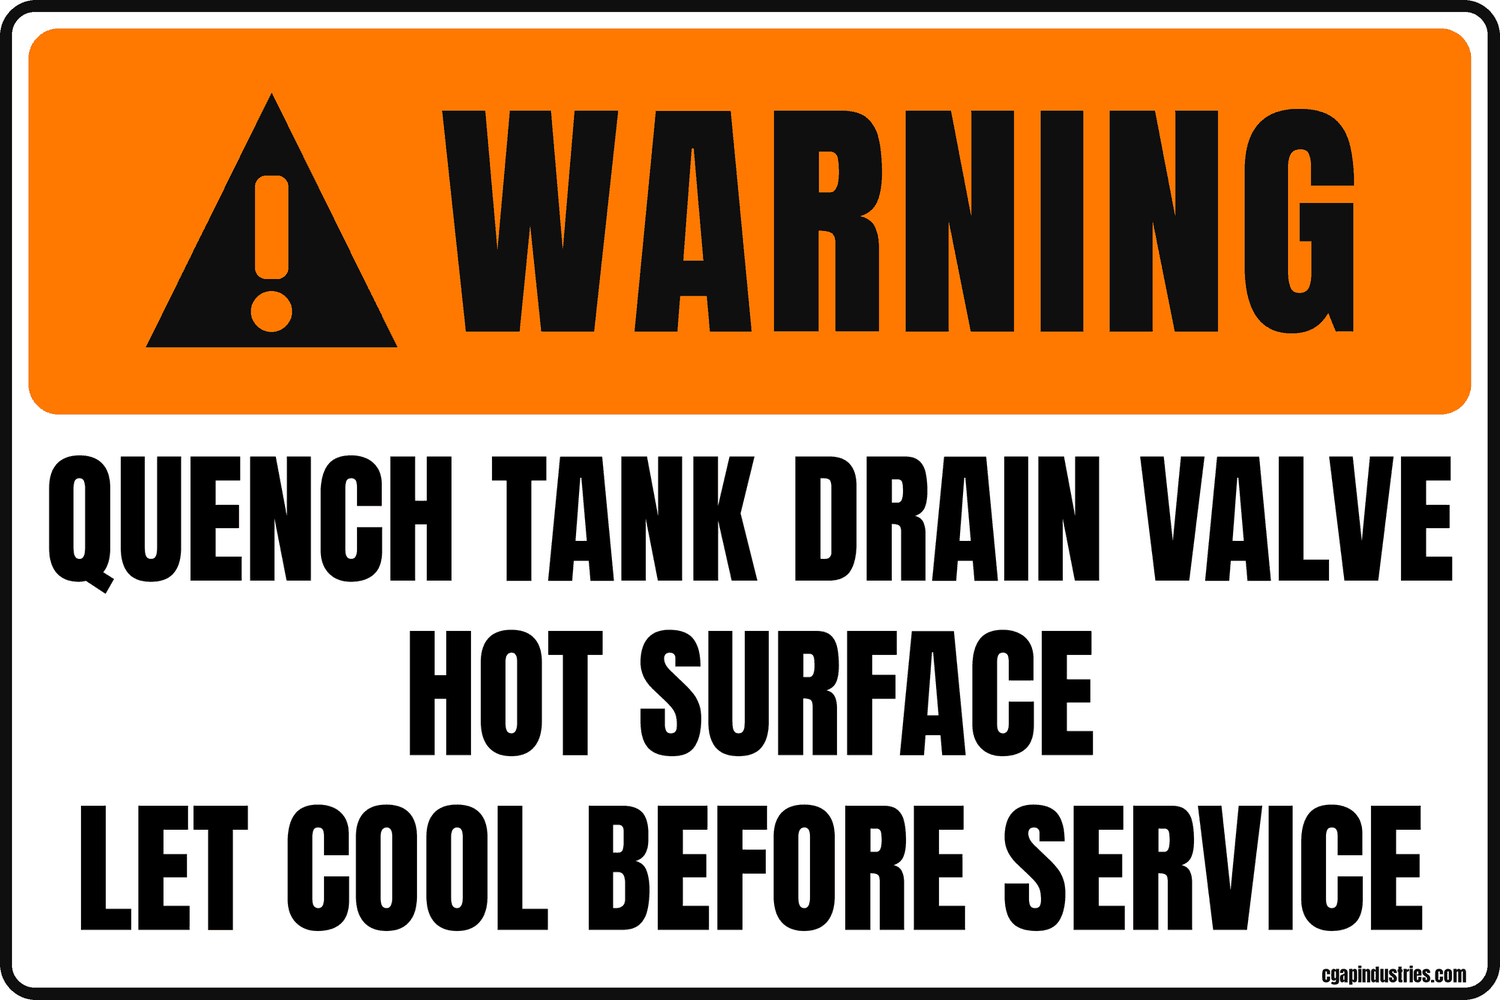 WARNING
QUENCH TANK DRAIN VALVE
HOT SURFACE
LET COOL BEFORE SERVICE
cgapindustries.com